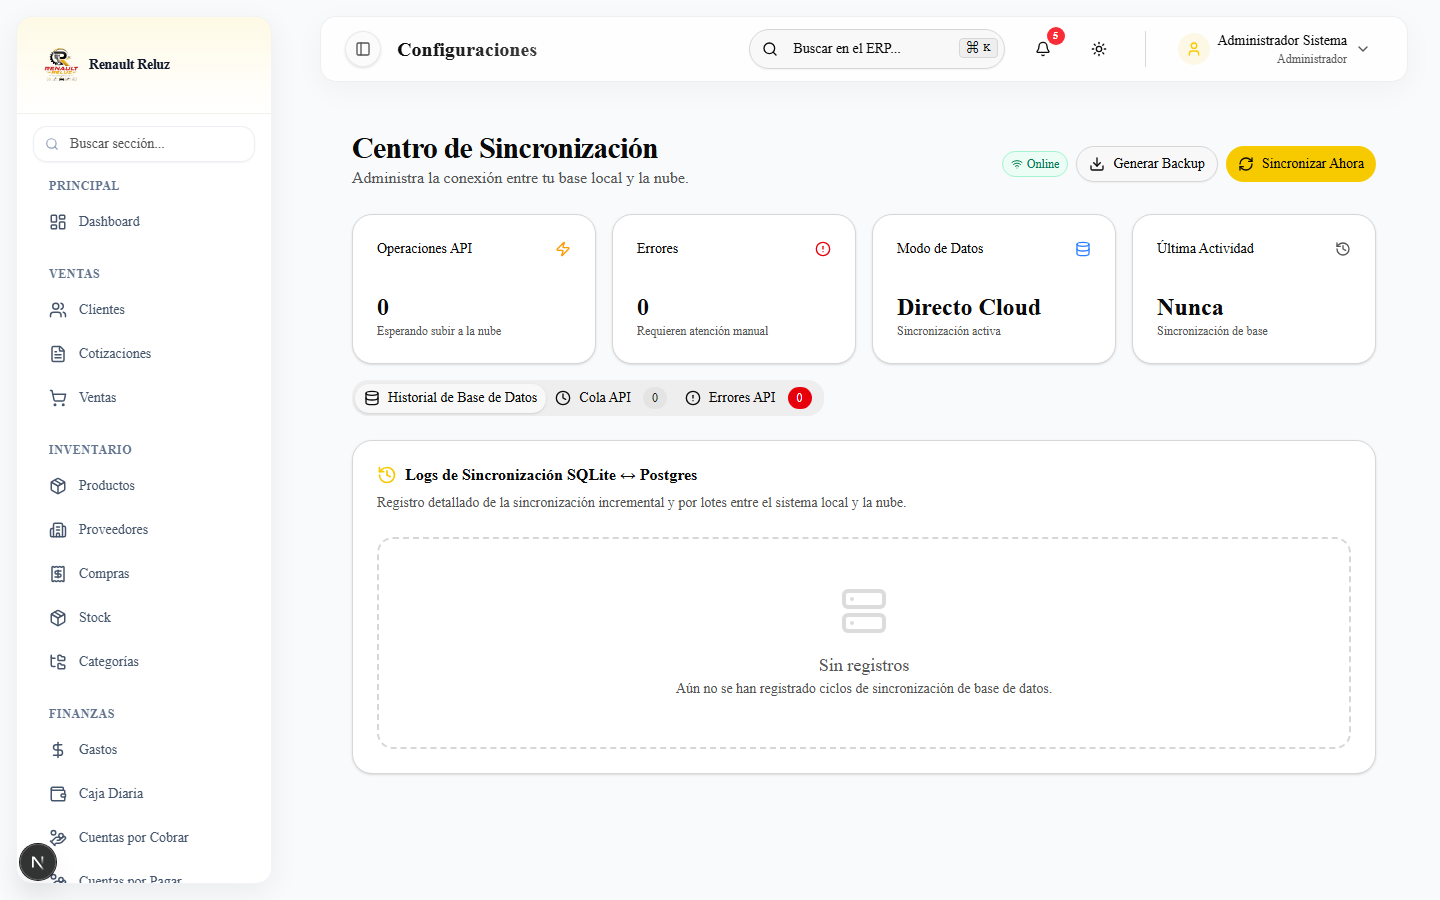 RENAULT
RELUZ
Renault Reluz
Buscar sección...
PRINCIPAL
Dashboard
VENTAS
Clientes
Cotizaciones
Ventas
INVENTARIO
Productos
Proveedores
Compras
Stock
Categorías
FINANZAS
Gastos
Caja Diaria
Cuentas por Cobrar
Cuentas por Pagar
N
Configuraciones
Buscar en el ERP...
⌘ K
5
Administrador Sistema
Administrador
Centro de Sincronización
Administra la conexión entre tu base local y la nube.
Online
Generar Backup
Sincronizar Ahora
Operaciones API
0
Esperando subir a la nube
Errores
0
Requieren atención manual
Modo de Datos
Directo Cloud
Sincronización activa
Última Actividad
Nunca
Sincronización de base
Historial de Base de Datos
Cola API 0
Errores API 0
Logs de Sincronización SQLite ↔ Postgres
Registro detallado de la sincronización incremental y por lotes entre el sistema local y la nube.
Sin registros
Aún no se han registrado ciclos de sincronización de base de datos.